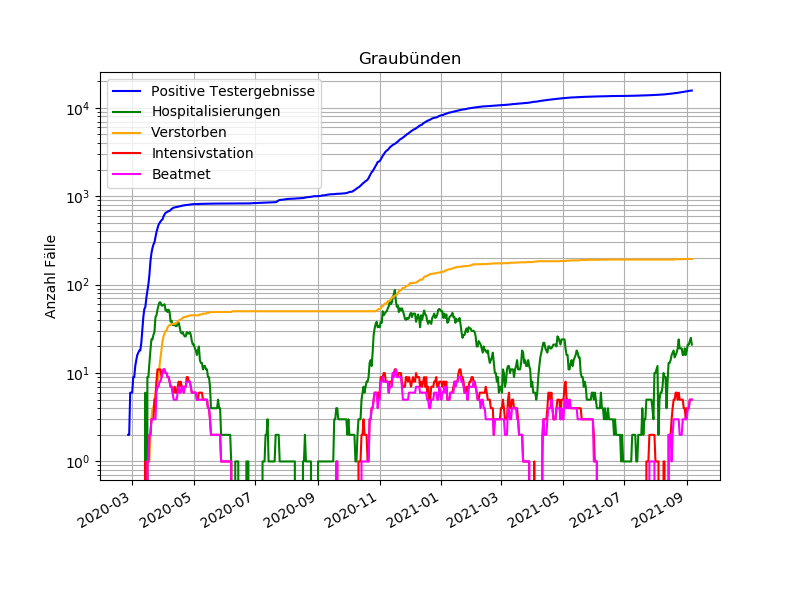 Graubünden
Positive Testergebnisse
Hospitalisierungen
Verstorben
Intensivstation
Beatmet
Anzahl Fälle
10^4
10^3
10^2
10^1
10^0
2020-03
2020-05
2020-07
2020-09
2020-11
2021-01
2021-03
2021-05
2021-07
2021-09